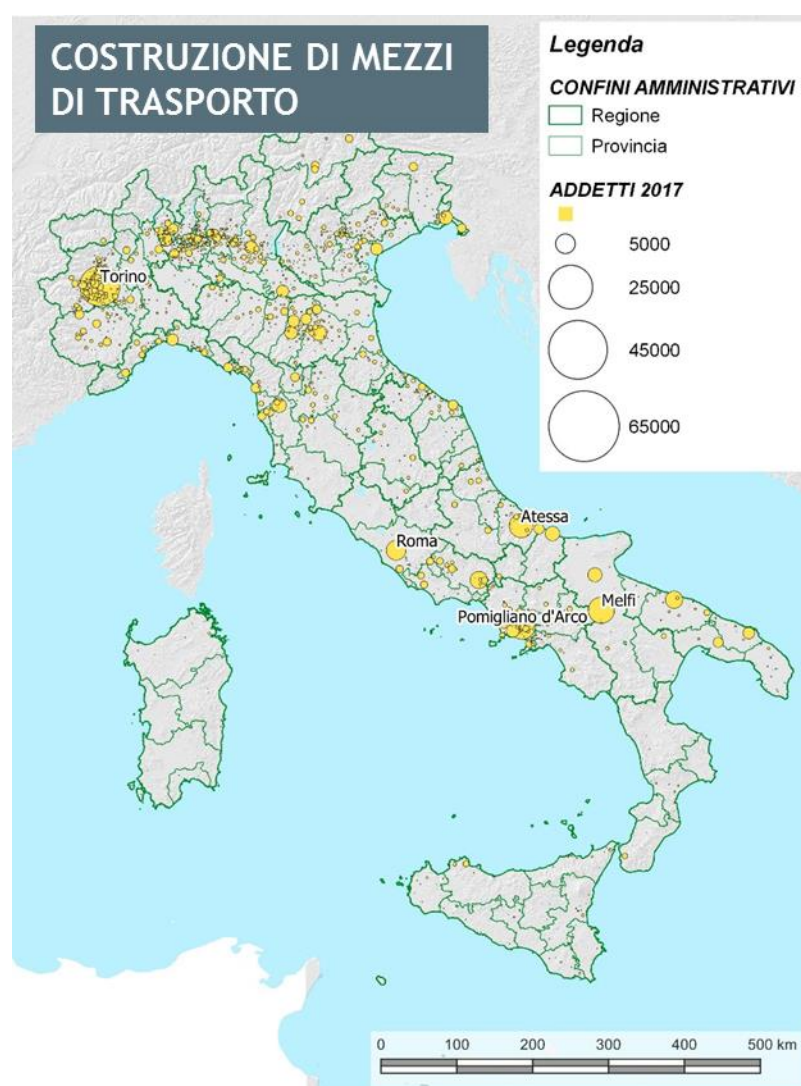 COSTRUZIONE DI MEZZI
DI TRASPORTO
Legenda
CONFINI AMMINISTRATIVI
Regione
Provincia
ADDETTI 2017
5000
25000
45000
65000
Torino
Atessa
Roma
Melfi
Pomigliano d'Arco
0 100 200 300 400 500 km